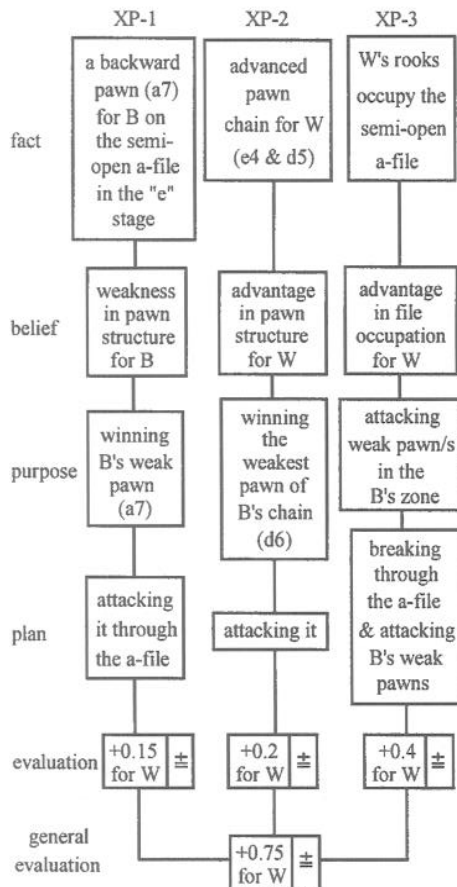 XP-1
XP-2
XP-3
fact
a backward
pawn (a7)
for B on
the semi-
open a-file
in the "e"
stage
advanced
pawn
chain for W
(e4 & d5)
W's rooks
occupy the
semi-open
a-file
belief
weakness
in pawn
structure
for B
advantage
in pawn
structure
for W
advantage
in file
occupation
for W
purpose
winning
B's weak
pawn
(a7)
winning
the
weakest
pawn of
B's chain
(d6)
attacking
weak pawn/s
in the
B's zone
plan
attacking
it through
the a-file
attacking it
breaking
through
the a-file
& attacking
B's weak
pawns
evaluation
+0.15
for W
±
+0.2
for W
±
+0.4
for W
±
general
evaluation
+0.75
for W
±